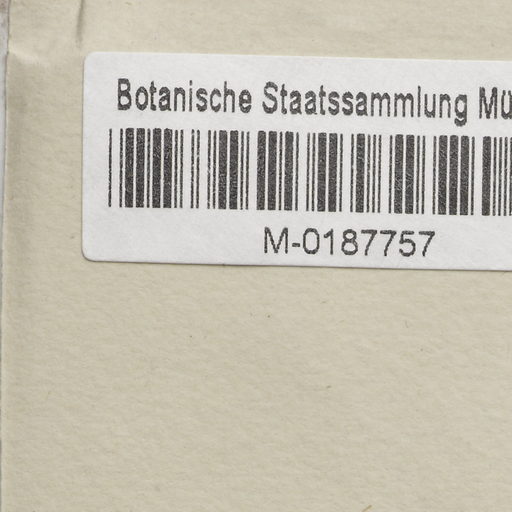 Botanische Staatssammlung Mü
M-0187757